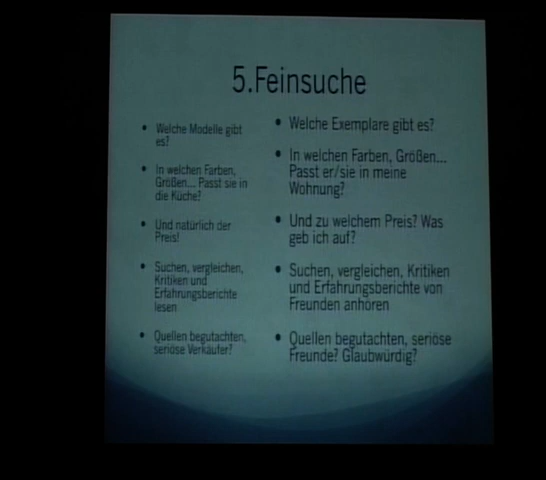 5.Feinsuche
Welche Modelle gibt
es?
In welchen Farben,
Größen... Passt sie in
die Küche?
Und natürlich der
Preis!
Suchen, vergleichen,
Kritiken und
Erfahrungsberichte
lesen
Quellen begutachten,
seriöse Verkäufer?
Welche Exemplare gibt es?
In welchen Farben, Größen...
Passt er/sie in meine
Wohnung?
Und zu welchem Preis? Was
geb ich auf?
Suchen, vergleichen, Kritiken
und Erfahrungsberichte von
Freunden anhören
Quellen begutachten, seriöse
Freunde? Glaubwürdig?